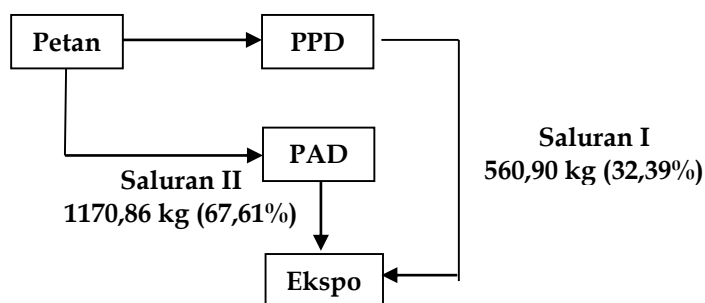 Petan
PPD
PAD
Saluran I
560,90 kg (32,39%)
Saluran II
1170,86 kg (67,61%)
Ekspo